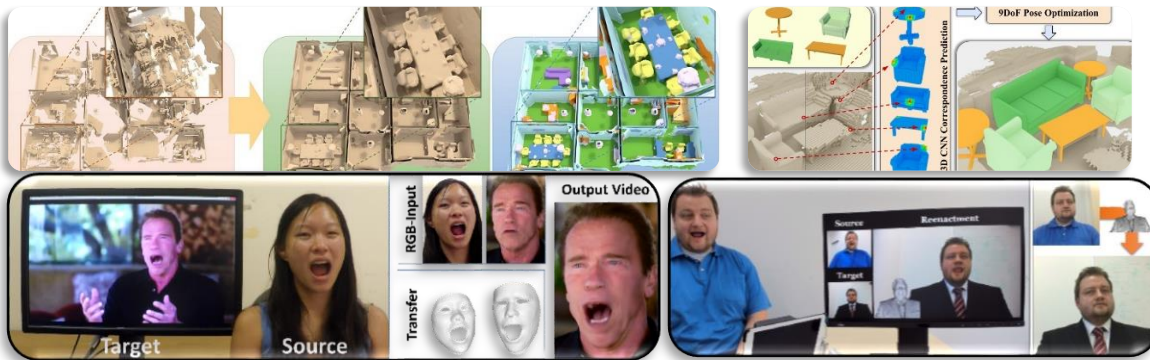 9DoF Pose Optimization
3D CNN Correspondence Prediction
Target
Source
RGB-Input
Transfer
Output Video
Source
Target
Reenactment